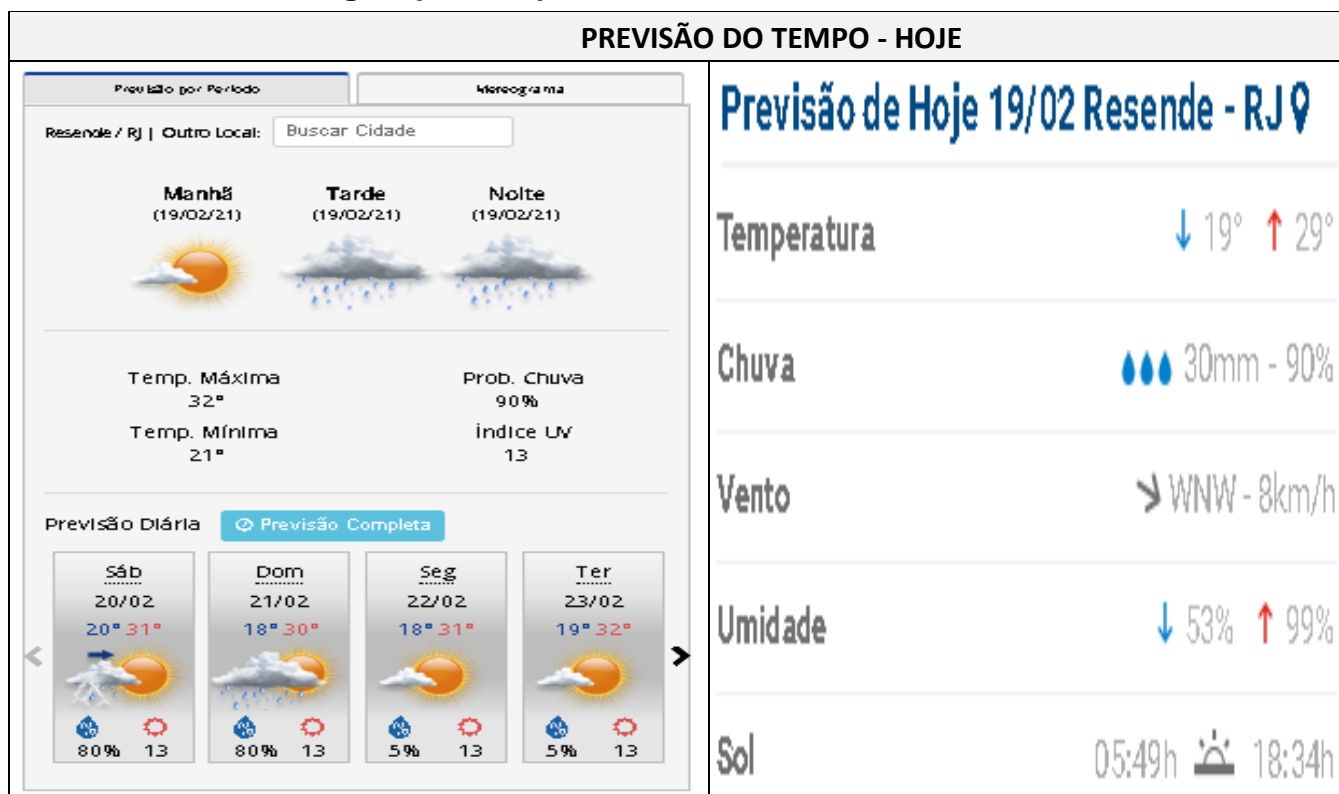 PREVISÃO DO TEMPO - HOJE
Previsão por Período
Meteograma
Resende / RJ | Outro Local: Buscar Cidade
Manhã Tarde Noite
(19/02/21) (19/02/21) (19/02/21)
Temp. Máxima Prob. Chuva
32° 90%
Temp. Mínima Índice UV
21° 13
Previsão Diária Previsão Completa
Sáb Dom Seg Ter
20/02 21/02 22/02 23/02
20° 31° 18° 30° 18° 31° 19° 32°
80% 13 80% 13 5% 13 5% 13
Previsão de Hoje 19/02 Resende - RJ
Temperatura 19° 29°
Chuva 30mm - 90%
Vento WNW - 8km/h
Umidade 53% 99%
Sol 05:49h 18:34h